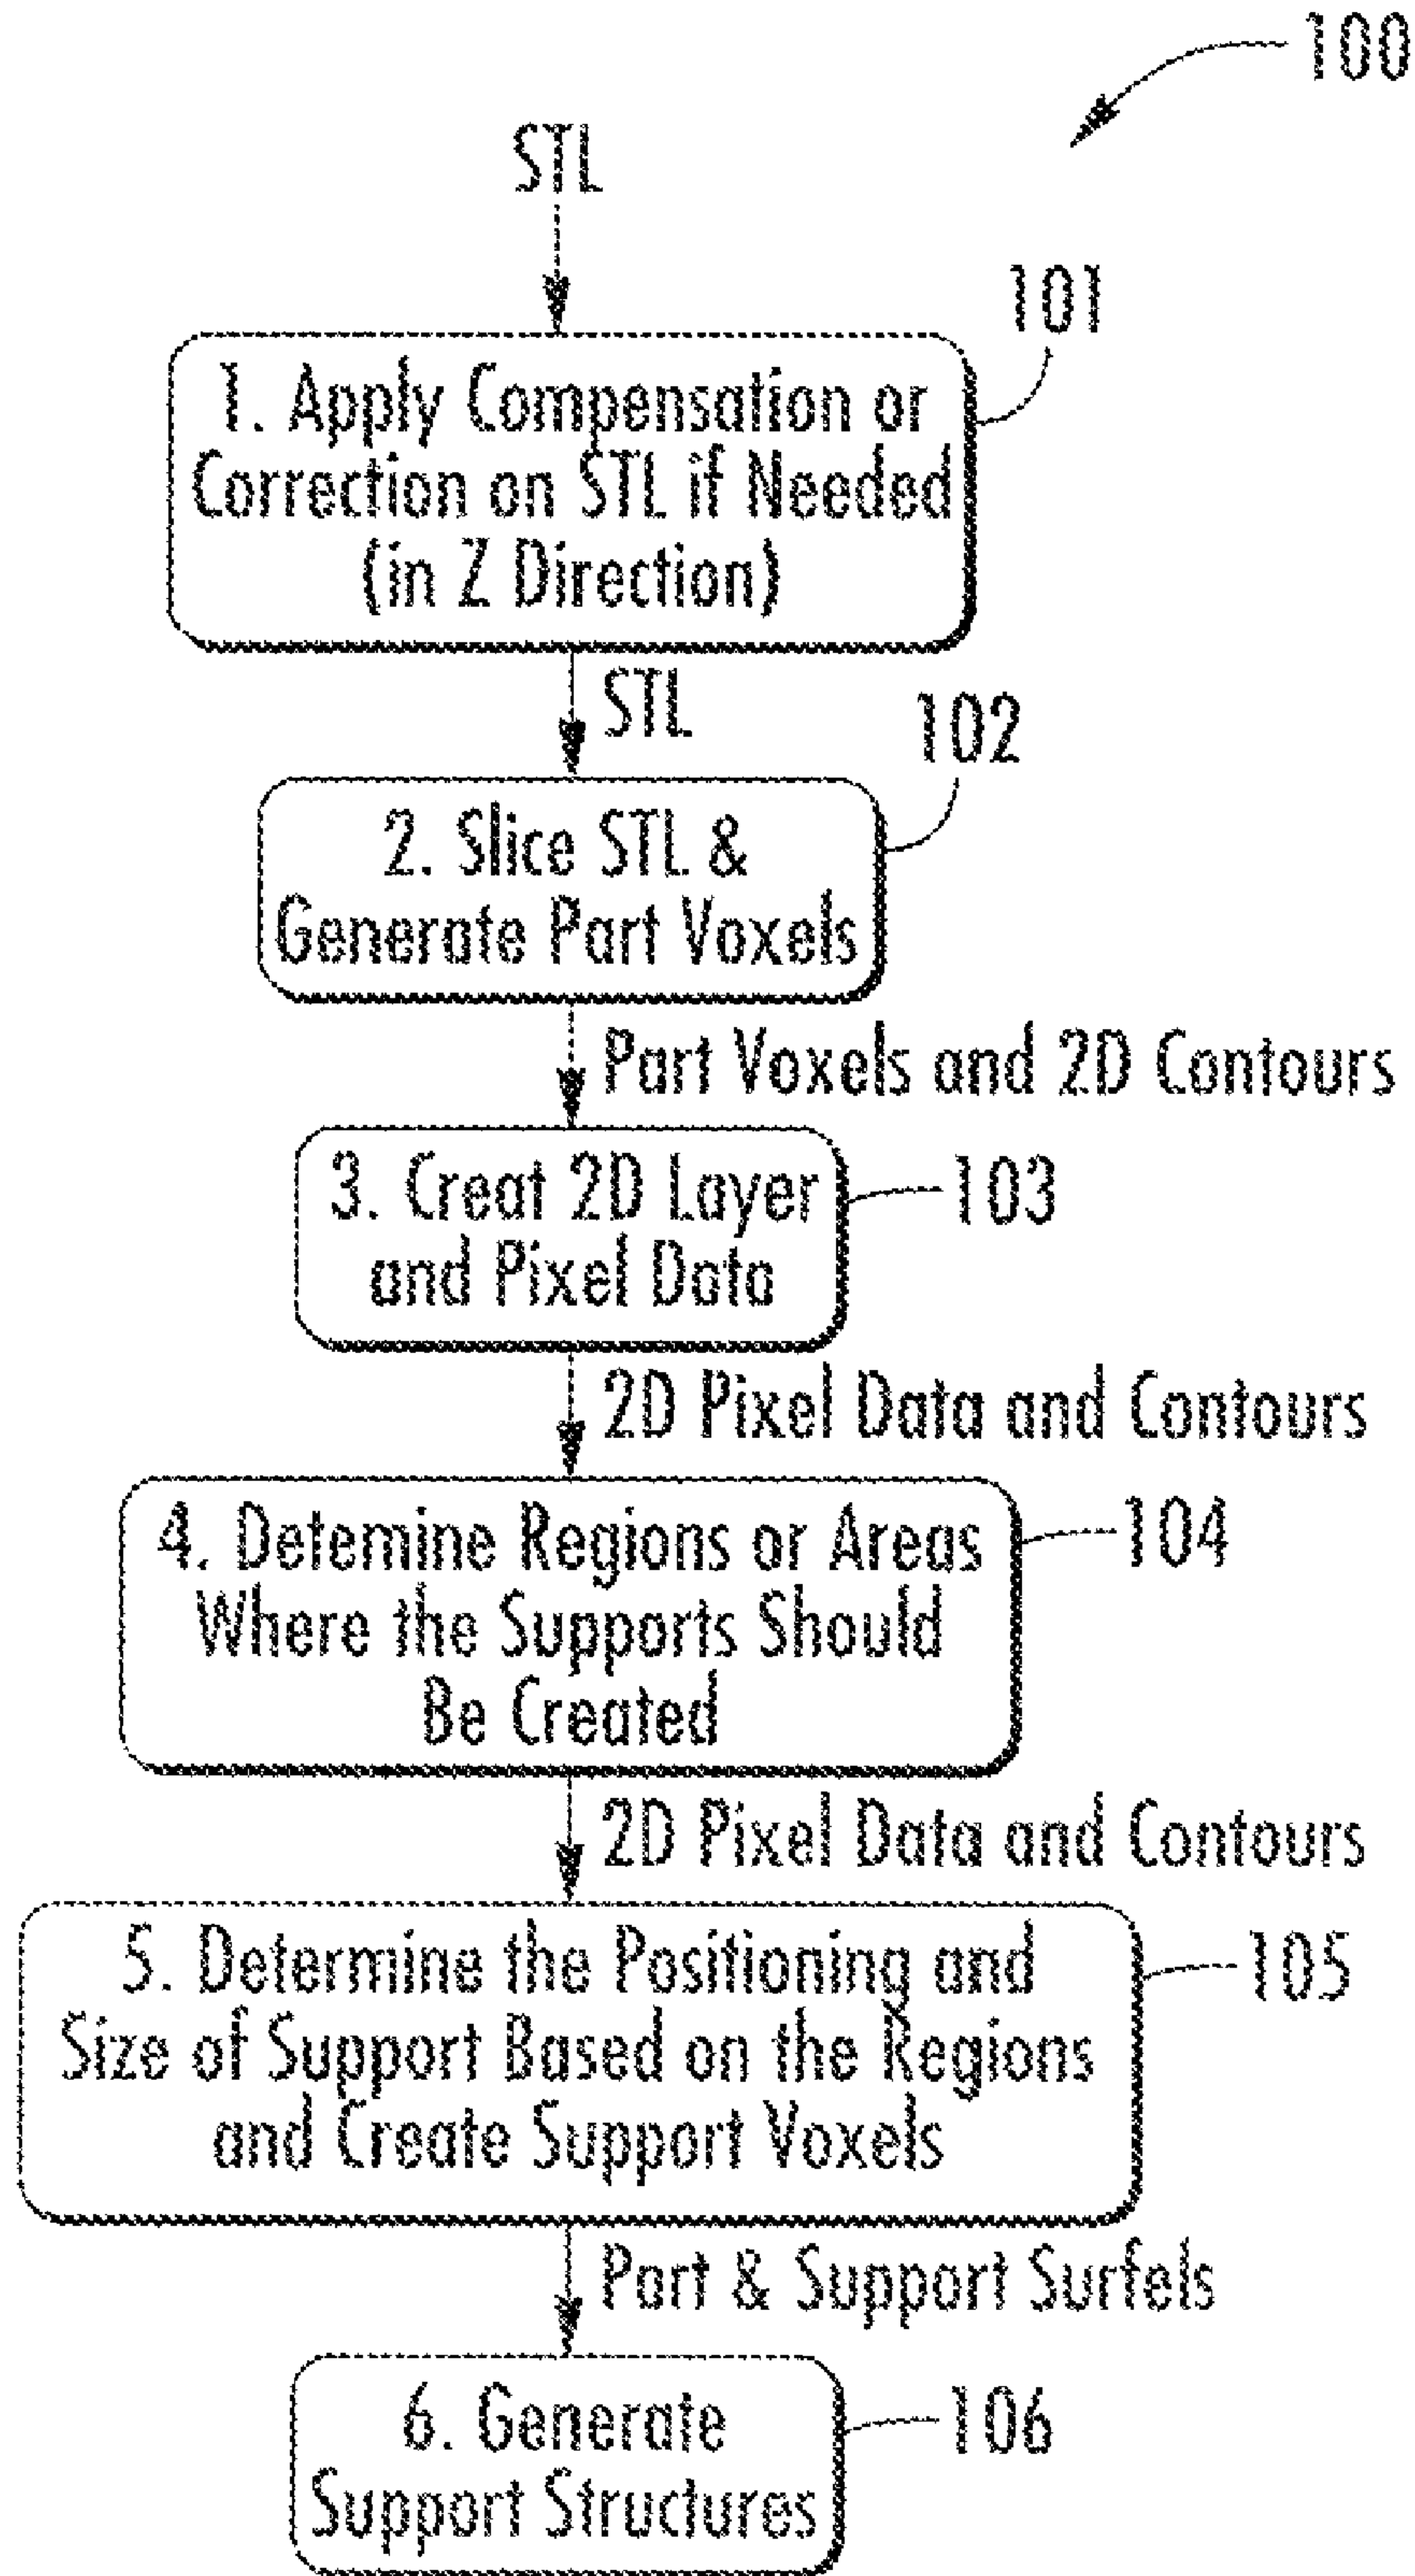 100
STL
101
1. Apply Compensation or
Correction on STL if Needed
(in Z Direction)
STL
102
2. Slice STL &
Generate Part Voxels
Part Voxels and 2D Contours
3. Creat 2D Layer
and Pixel Data
103
2D Pixel Data and Contours
4. Detemine Regions or Areas
Where the Supports Should
Be Created
104
2D Pixel Data and Contours
5. Determine the Positioning and
Size of Support Based on the Regions
and Create Support Voxels
105
Part & Support Surfels
6. Generate
Support Structures
106